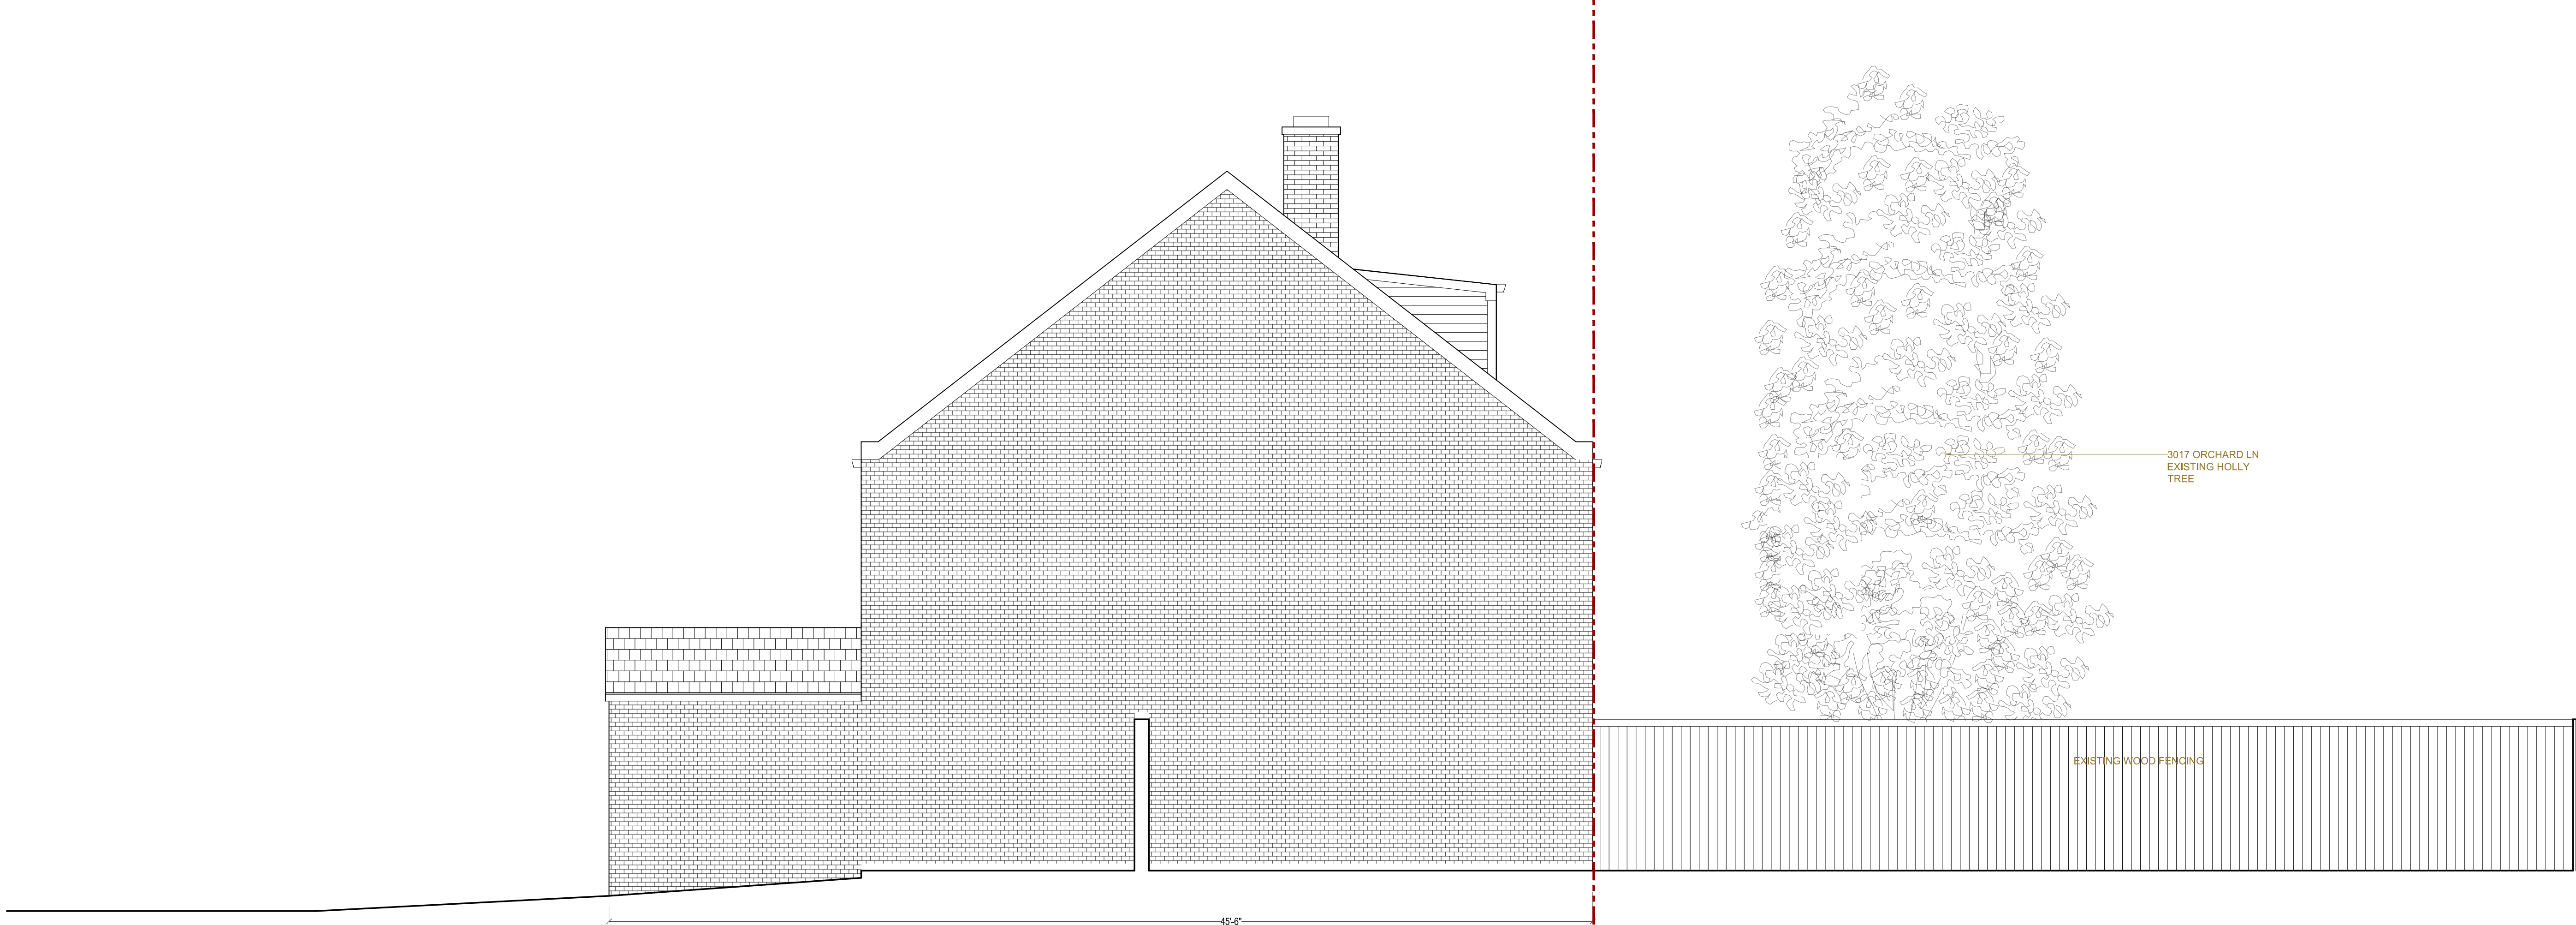 3017 ORCHARD LN
EXISTING HOLLY
TREE
EXISTING WOOD FENCING
45'-6"